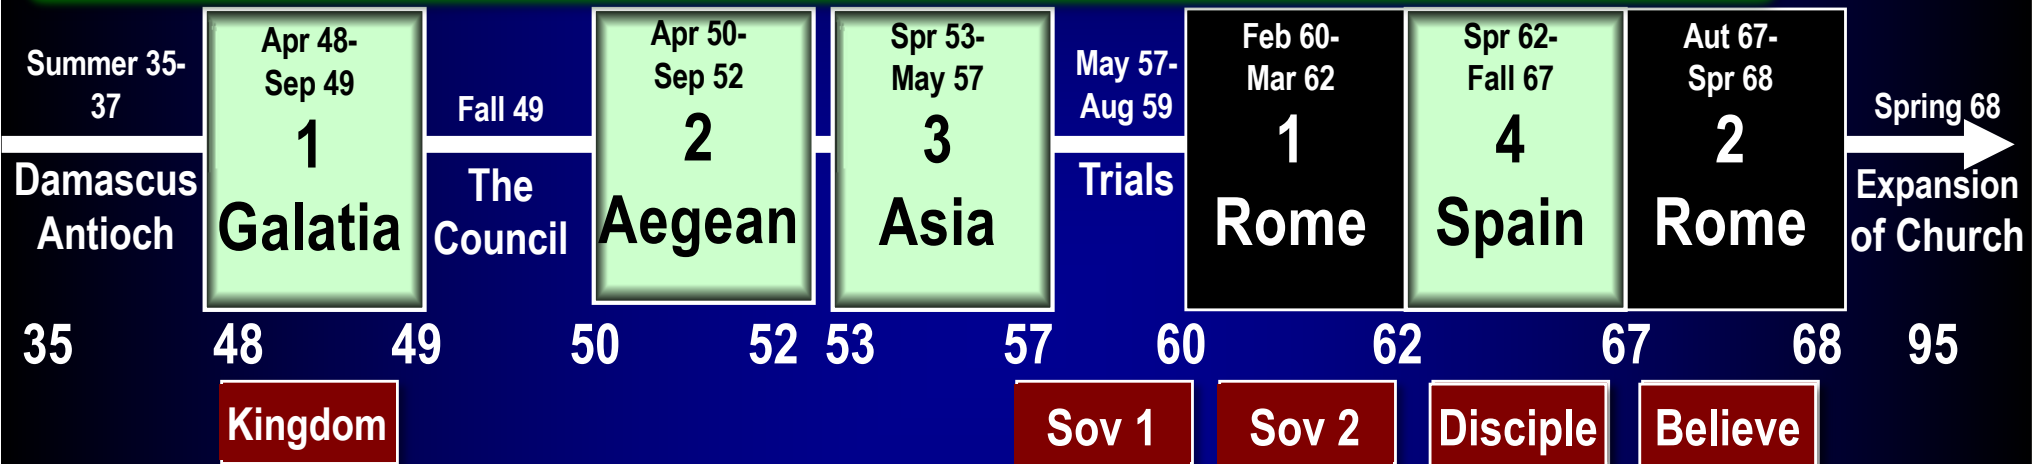 Summer 35-
37
Damascus
Antioch
Apr 48-
Sep 49
1
Galatia
Fall 49
The
Council
Apr 50-
Sep 52
2
Aegean
Spr 53-
May 57
3
Asia
May 57-
Aug 59
Trials
Feb 60-
Mar 62
1
Rome
Spr 62-
Fall 67
4
Spain
Aut 67-
Spr 68
2
Rome
Spring 68
Expansion
of Church
35 48 49 50 52 53 57 60 62 67 68 95
Kingdom Sov 1 Sov 2 Disciple Believe